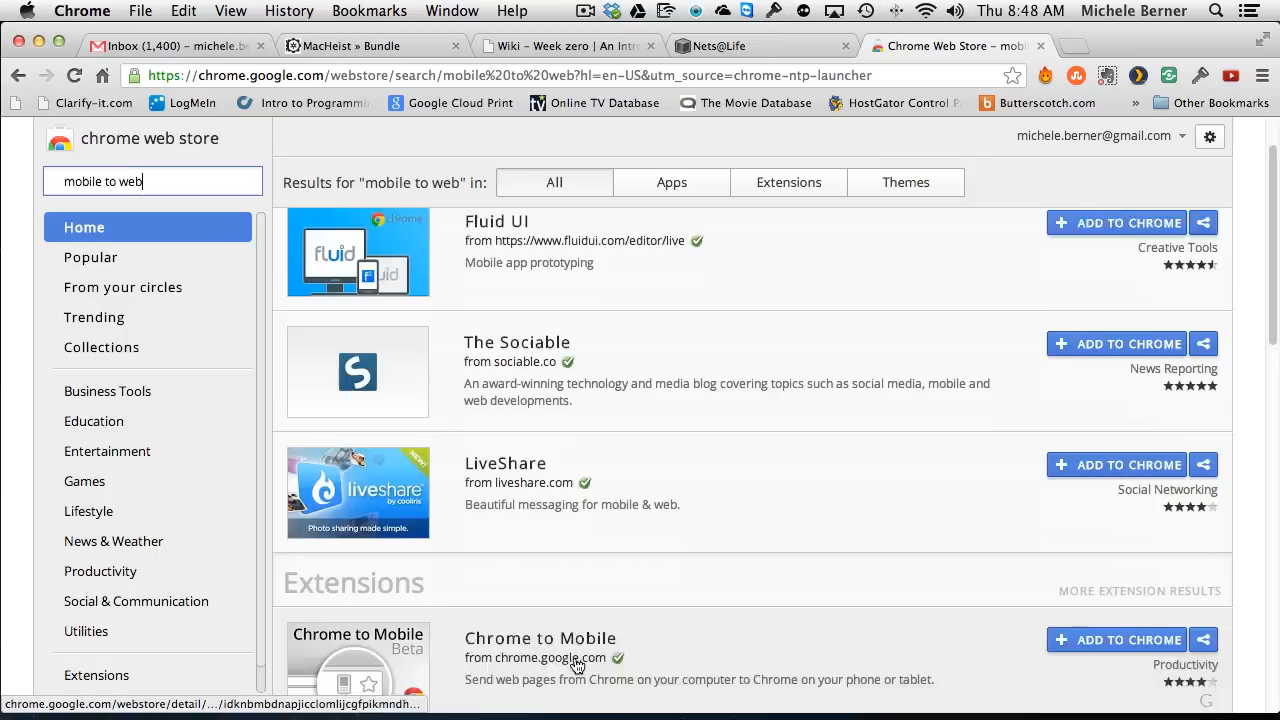 Chrome File Edit View History Bookmarks Window Help Thu 8:48 AM Michele Berner
Inbox (1,400) – michele.be MacHeist » Bundle Wiki – Week zero | An Intr Nets@Life Chrome Web Store – mobi
https://chrome.google.com/webstore/search/mobile%20to%20web?hl=en-US&utm_source=chrome-ntp-launcher
Clarify-it.com LogMeIn Intro to Programmi Google Cloud Print Online TV Database The Movie Database HostGator Control P Butterscotch.com » Other Bookmarks
chrome web store
michele.berner@gmail.com
mobile to web
Results for "mobile to web" in: All Apps Extensions Themes
Home
Popular
From your circles
Trending
Collections
Business Tools
Education
Entertainment
Games
Lifestyle
News & Weather
Productivity
Social & Communication
Utilities
Extensions
chrome
fluid
uid
Fluid UI
from https://www.fluidui.com/editor/live
Mobile app prototyping
+ ADD TO CHROME
Creative Tools
S
The Sociable
from sociable.co
An award-winning technology and media blog covering topics such as social media, mobile and
web developments.
+ ADD TO CHROME
News Reporting
NEW!
liveshare
by cooliris
Photo sharing made simple.
LiveShare
from liveshare.com
Beautiful messaging for mobile & web.
+ ADD TO CHROME
Social Networking
Extensions
MORE EXTENSION RESULTS
Chrome to Mobile
Beta
Chrome to Mobile
from chrome.google.com
Send web pages from Chrome on your computer to Chrome on your phone or tablet.
+ ADD TO CHROME
Productivity
G